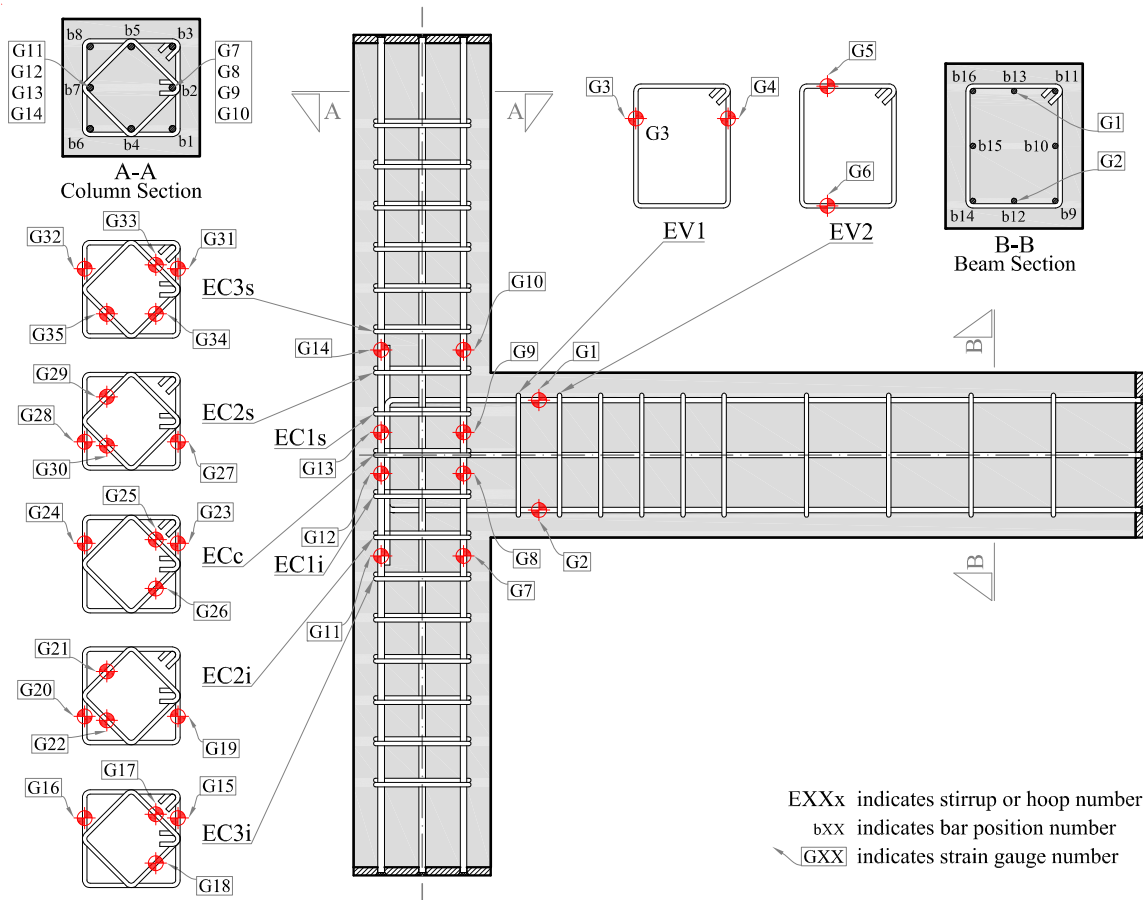 b8
b5
b3
G11
G12
G13
G14
b7
G7
G8
G9
G10
b2
b6
b4
b1
A-A
Column Section
A
A
G3
G3
G4
EV1
G5
G6
EV2
b16
b13
b11
G1
b15
b10
G2
b14
b12
b9
B-B
Beam Section
G33
G32
G31
G35
G34
EC3s
G29
G28
G30
G27
EC2s
EC1s
G25
G24
G23
G26
ECc
EC1i
G21
G20
G22
G19
EC2i
G17
G16
G15
G18
EC3i
G14
G10
G9
G1
G13
G12
G8
G2
G7
G11
B
B
EXXx indicates stirrup or hoop number
bXX indicates bar position number
GXX indicates strain gauge number